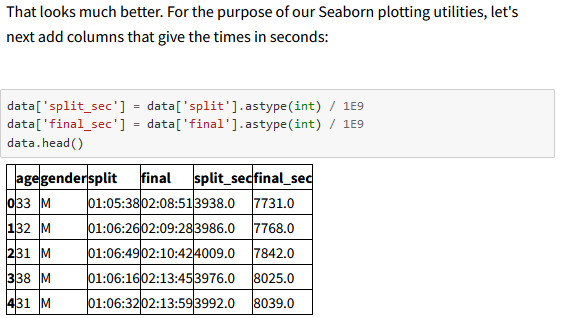 That looks much better. For the purpose of our Seaborn plotting utilities, let's
next add columns that give the times in seconds:
data['split_sec'] = data['split'].astype(int) / 1E9
data['final_sec'] = data['final'].astype(int) / 1E9
data.head()
age gender split final split_sec final_sec
0 33 M 01:05:38 02:08:51 3938.0 7731.0
1 32 M 01:06:26 02:09:28 3986.0 7768.0
2 31 M 01:06:49 02:10:42 4009.0 7842.0
3 38 M 01:06:16 02:13:45 3976.0 8025.0
4 31 M 01:06:32 02:13:59 3992.0 8039.0